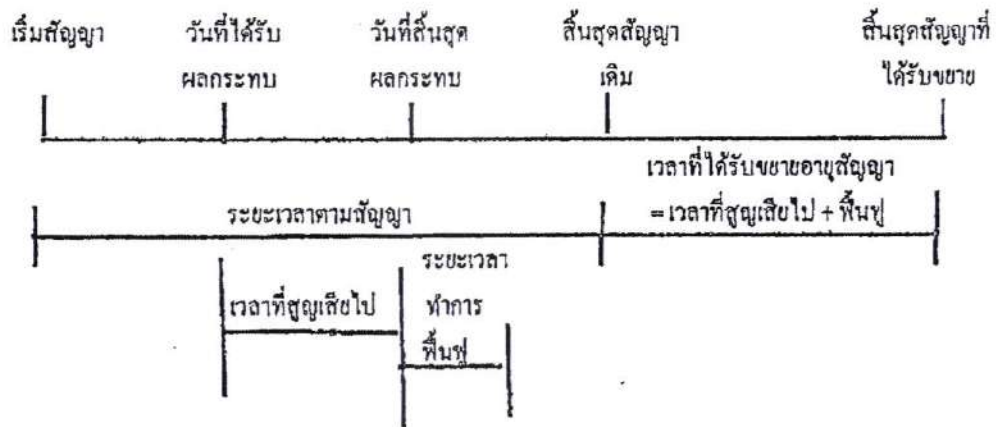 เริ่มสัญญา วันที่ได้รับ วันที่สิ้นสุด สิ้นสุดสัญญา สิ้นสุดสัญญาที่
ผลกระทบ ผลกระทบ เดิม ได้รับขยาย
เวลาที่ได้รับขยายอายุสัญญา
ระยะเวลาตามสัญญา = เวลาที่สูญเสียไป + ฟื้นฟู
ระยะเวลา
เวลาที่สูญเสียไป ทำการ
ฟื้นฟู